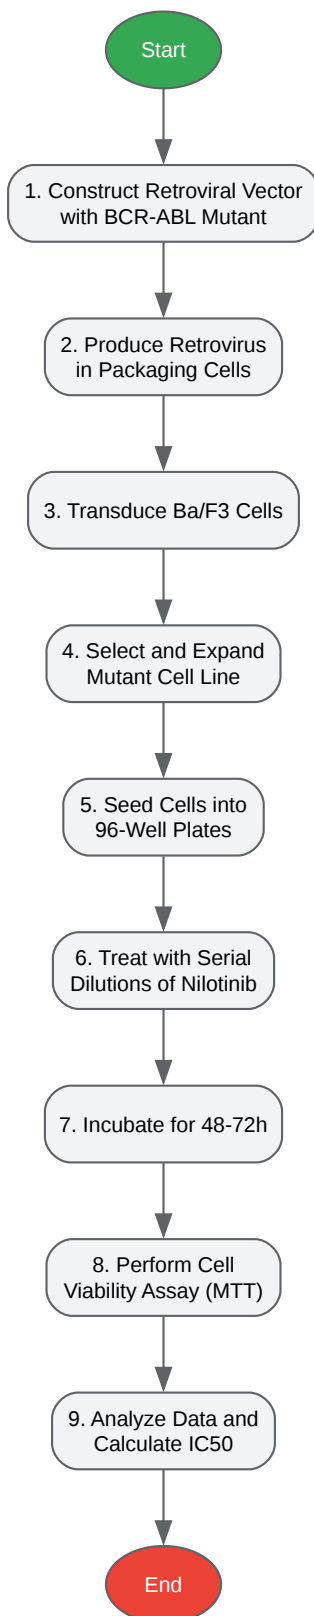 Start
1. Construct Retroviral Vector
with BCR-ABL Mutant
2. Produce Retrovirus
in Packaging Cells
3. Transduce Ba/F3 Cells
4. Select and Expand
Mutant Cell Line
5. Seed Cells into
96-Well Plates
6. Treat with Serial
Dilutions of Nilotinib
7. Incubate for 48-72h
8. Perform Cell
Viability Assay (MTT)
9. Analyze Data and
Calculate IC50
End